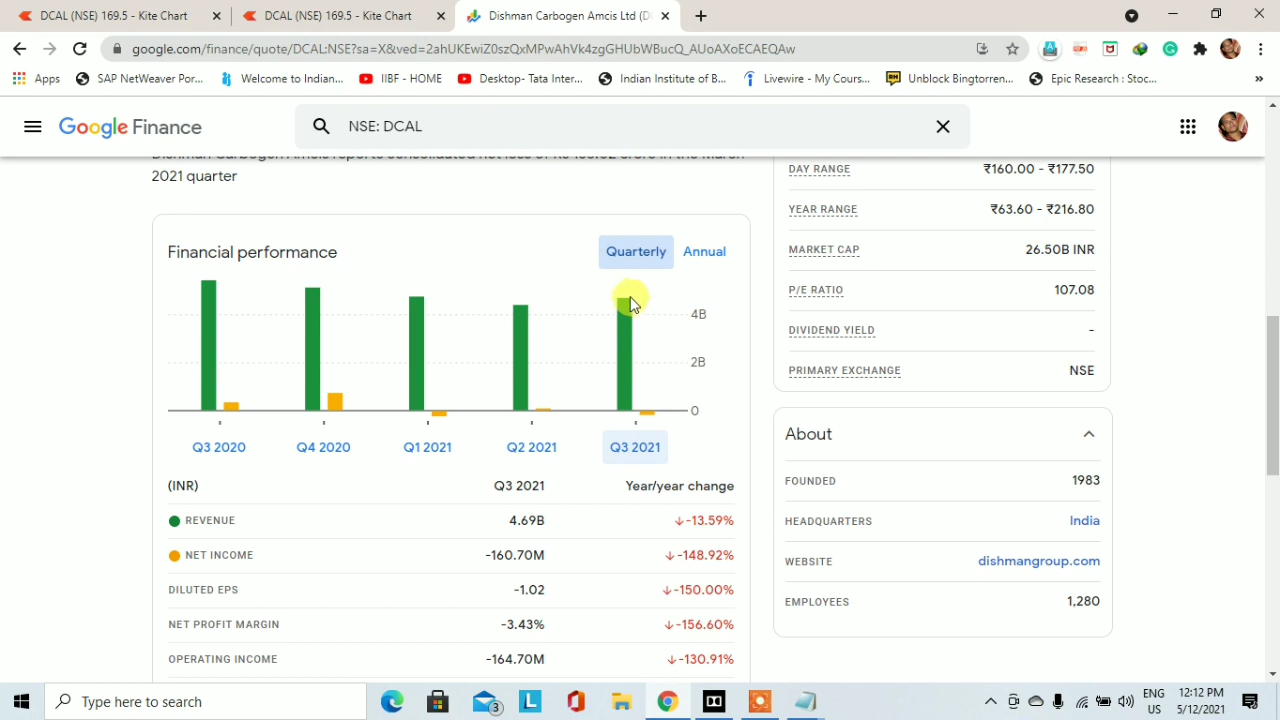 DCAL (NSE) 169.5 - Kite Chart
DCAL (NSE) 169.5 - Kite Chart
Dishman Carbogen Amcis Ltd (D
google.com/finance/quote/DCAL:NSE?sa=X&ved=2ahUKEwiZ0szQxMPwAhVk4zgGHUbWBucQ_AUoAXoECAEQAw
Apps
SAP NetWeaver Por...
Welcome to Indian...
IIBF - HOME
Desktop- Tata Inter...
Indian Institute of B...
Livewire - My Cours...
Unblock Bingtorren...
Epic Research : Stoc...
»
Google Finance
NSE: DCAL
2021 quarter
Financial performance
Quarterly
Annual
4B
2B
0
Q3 2020
Q4 2020
Q1 2021
Q2 2021
Q3 2021
(INR) Q3 2021 Year/year change
REVENUE 4.69B ↓-13.59%
NET INCOME -160.70M ↓-148.92%
DILUTED EPS -1.02 ↓-150.00%
NET PROFIT MARGIN -3.43% ↓-156.60%
OPERATING INCOME -164.70M ↓-130.91%
DAY RANGE ₹160.00 - ₹177.50
YEAR RANGE ₹63.60 - ₹216.80
MARKET CAP 26.50B INR
P/E RATIO 107.08
DIVIDEND YIELD -
PRIMARY EXCHANGE NSE
About
FOUNDED 1983
HEADQUARTERS India
WEBSITE dishmangroup.com
EMPLOYEES 1,280
Type here to search
3
L
ENG
US
12:12 PM
5/12/2021